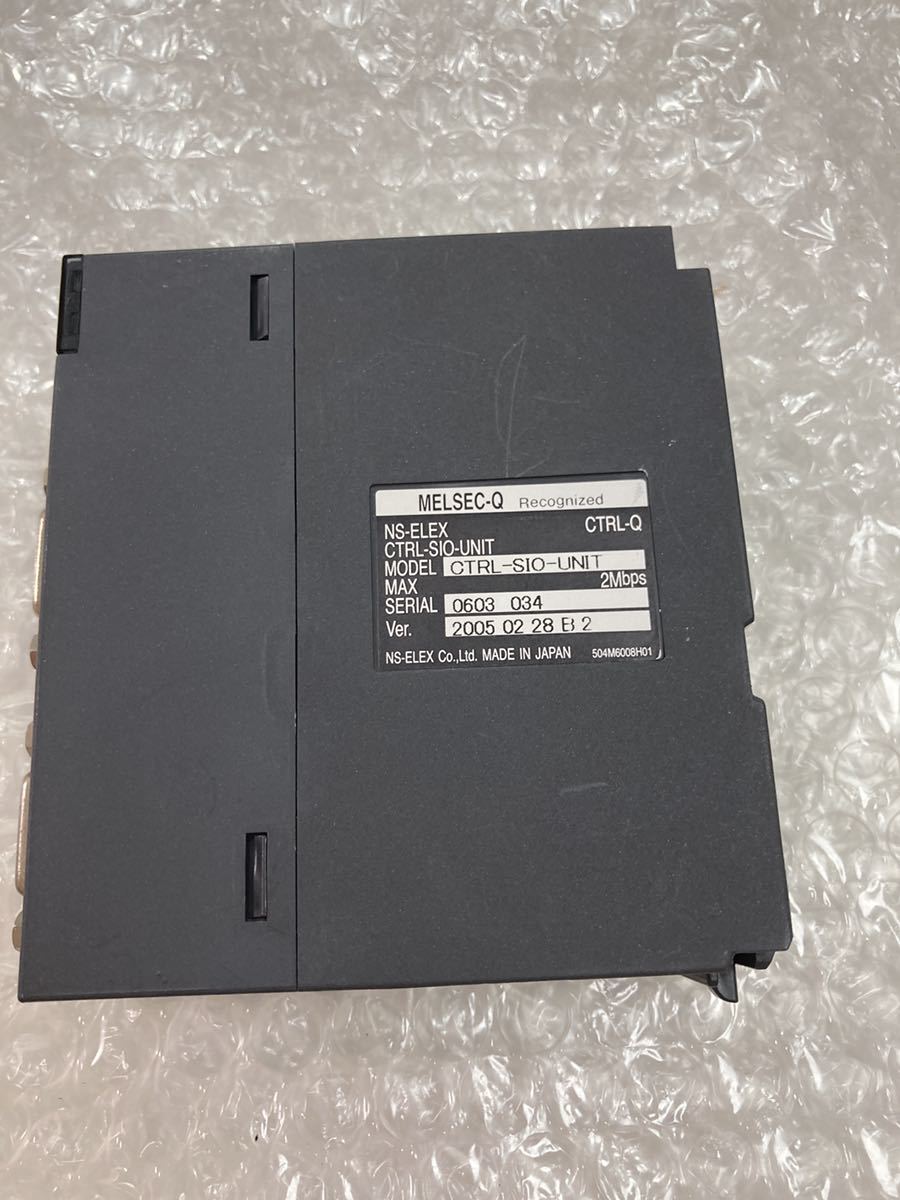 MELSEC-Q Recognized
NS-ELEX CTRL-Q
CTRL-SIO-UNIT
MODEL CTRL-SIO-UNIT
MAX 2Mbps
SERIAL 0603 034
Ver. 2005 02 28 B 2
NS-ELEX Co.,Ltd. MADE IN JAPAN 504M6008H01